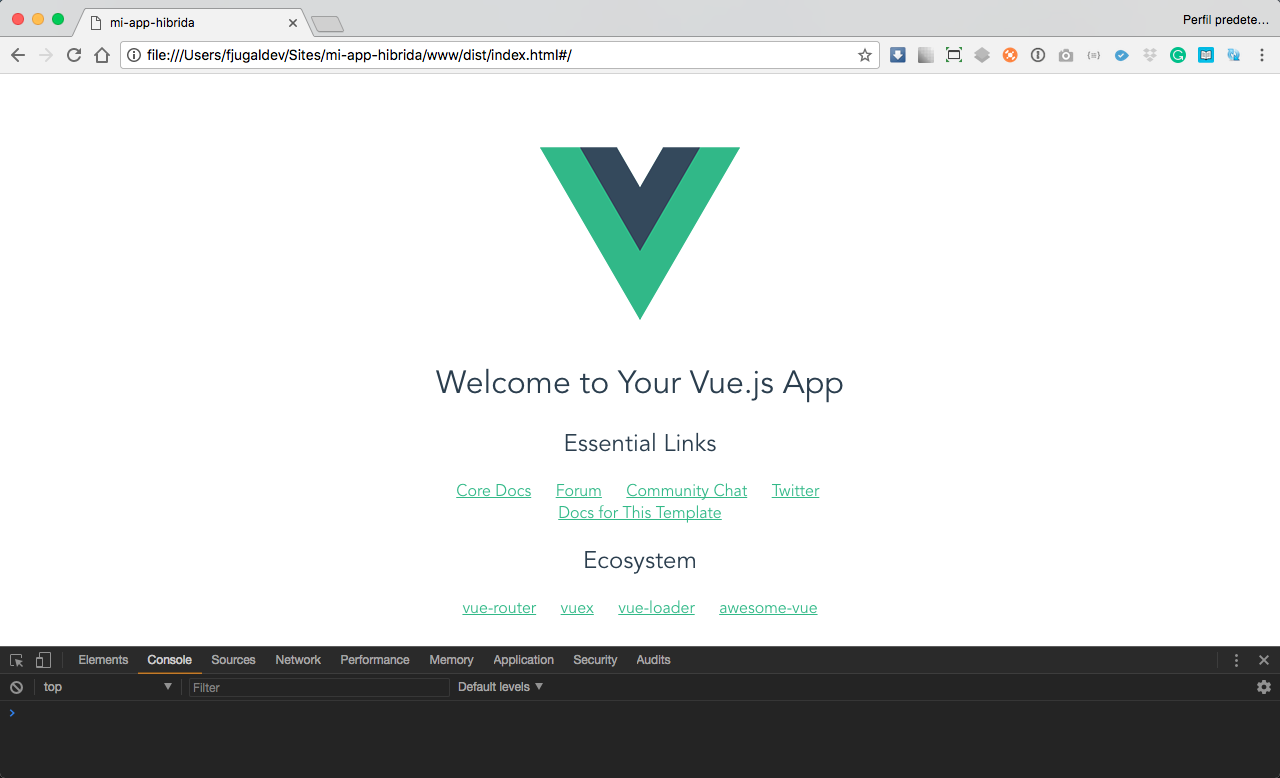 mi-app-hibrida
Perfil predete...
file:///Users/fjugaldev/Sites/mi-app-hibrida/www/dist/index.html#/
Welcome to Your Vue.js App
Essential Links
Core Docs Forum Community Chat Twitter
Docs for This Template
Ecosystem
vue-router vuex vue-loader awesome-vue
Elements Console Sources Network Performance Memory Application Security Audits
top Filter Default levels